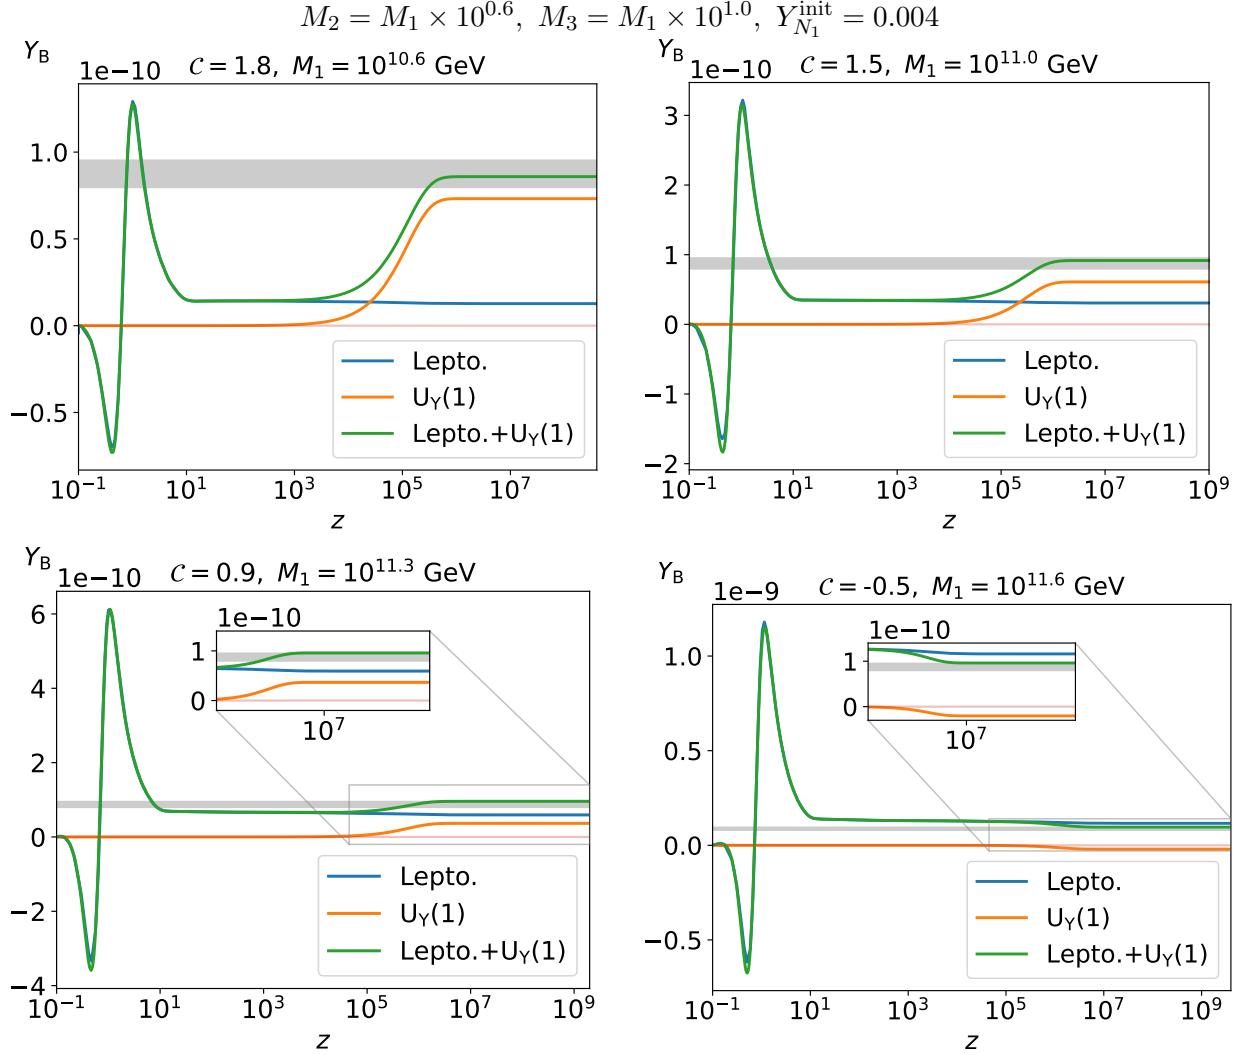 M₂ = M₁ × 10^0.6, M₃ = M₁ × 10^1.0, Y_{N₁}^{init} = 0.004
Y_B
1e−10
𝒞 = 1.8, M₁ = 10^10.6 GeV
1.0
0.5
0.0
−0.5
Lepto.
U_Y(1)
Lepto.+U_Y(1)
10^−1 10^1 10^3 10^5 10^7
z
Y_B
1e−10
𝒞 = 1.5, M₁ = 10^11.0 GeV
3
2
1
0
−1
−2
Lepto.
U_Y(1)
Lepto.+U_Y(1)
10^−1 10^1 10^3 10^5 10^7 10^9
z
Y_B
1e−10
𝒞 = 0.9, M₁ = 10^11.3 GeV
6
4
2
0
−2
−4
1e−10
1
0
10^7
Lepto.
U_Y(1)
Lepto.+U_Y(1)
10^−1 10^1 10^3 10^5 10^7 10^9
z
Y_B
1e−9
𝒞 = -0.5, M₁ = 10^11.6 GeV
1.0
0.5
0.0
−0.5
1e−10
1
0
10^7
Lepto.
U_Y(1)
Lepto.+U_Y(1)
10^−1 10^1 10^3 10^5 10^7 10^9
z